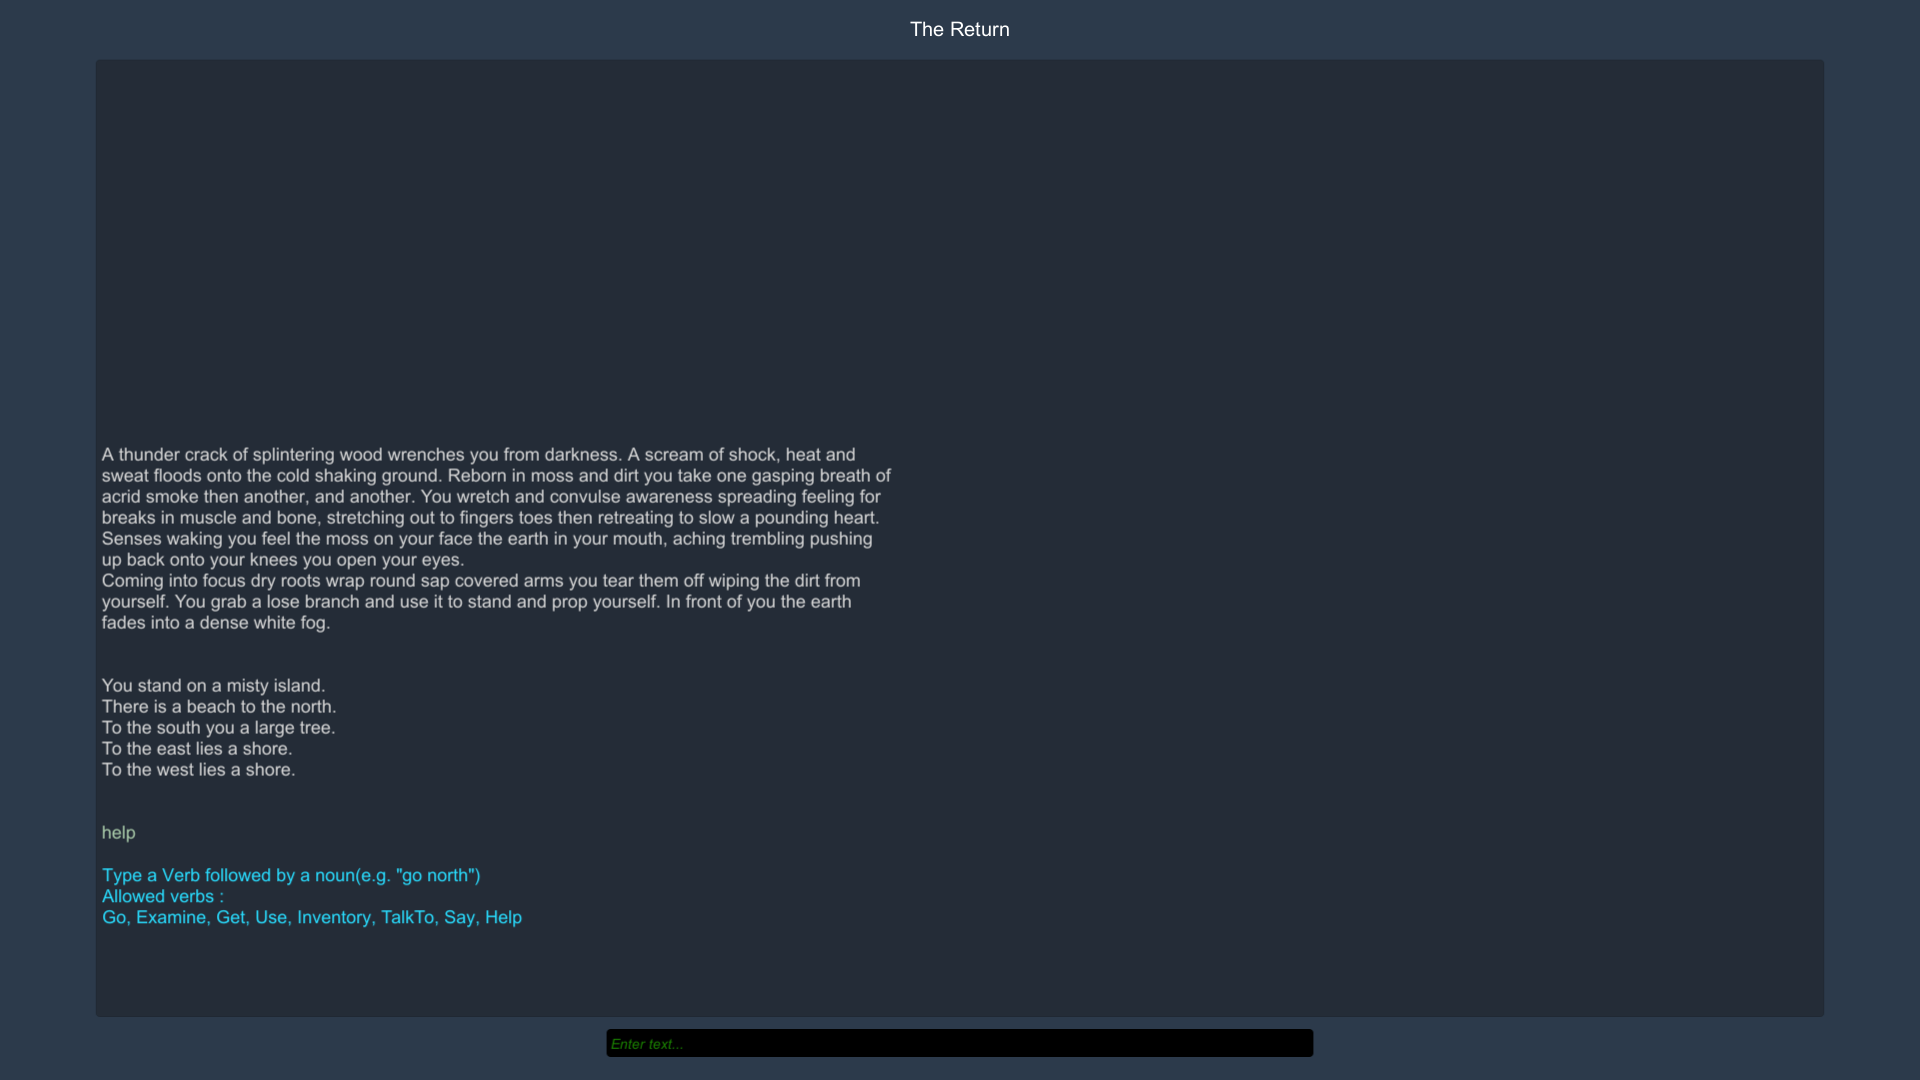 The Return
A thunder crack of splintering wood wrenches you from darkness. A scream of shock, heat and
sweat floods onto the cold shaking ground. Reborn in moss and dirt you take one gasping breath of
acrid smoke then another, and another. You wretch and convulse awareness spreading feeling for
breaks in muscle and bone, stretching out to fingers toes then retreating to slow a pounding heart.
Senses waking you feel the moss on your face the earth in your mouth, aching trembling pushing
up back onto your knees you open your eyes.
Coming into focus dry roots wrap round sap covered arms you tear them off wiping the dirt from
yourself. You grab a lose branch and use it to stand and prop yourself. In front of you the earth
fades into a dense white fog.
You stand on a misty island.
There is a beach to the north.
To the south you a large tree.
To the east lies a shore.
To the west lies a shore.
help
Type a Verb followed by a noun(e.g. "go north")
Allowed verbs :
Go, Examine, Get, Use, Inventory, TalkTo, Say, Help
Enter text...